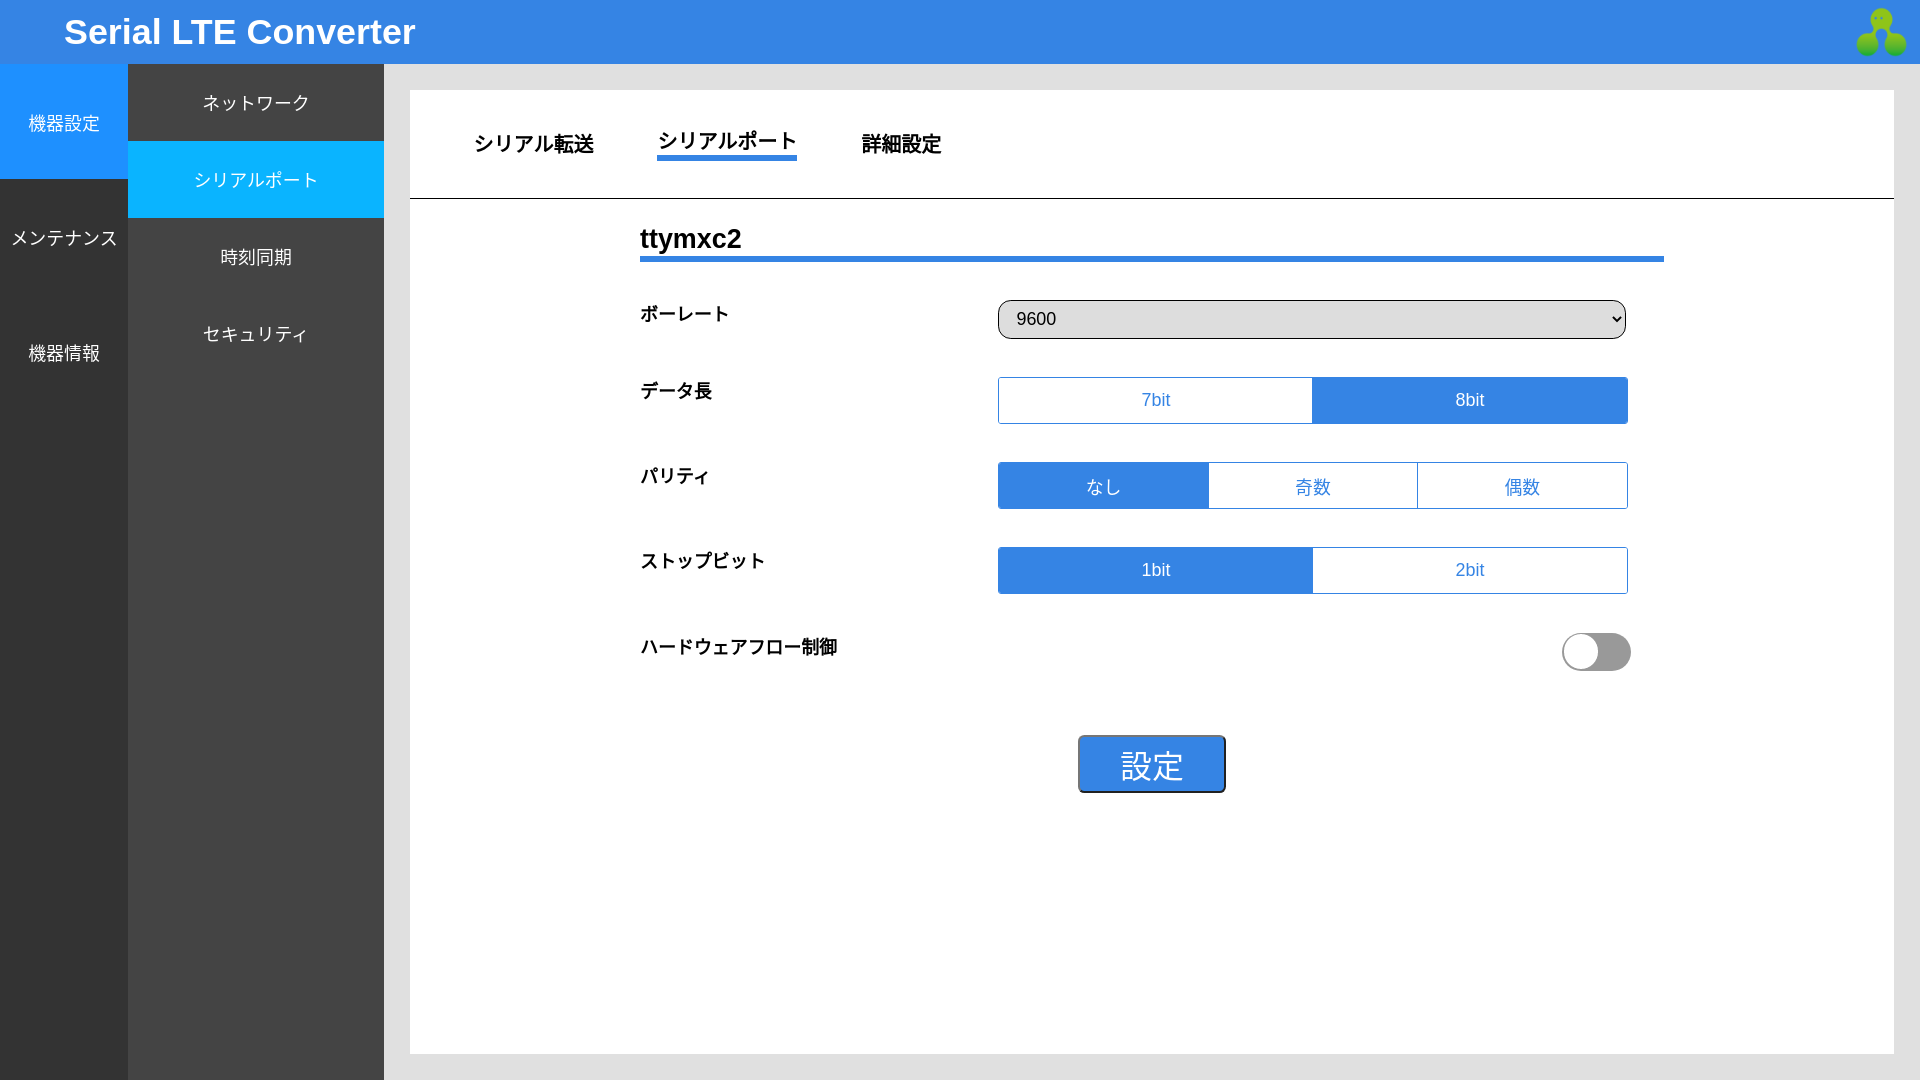 Serial LTE Converter
機器設定
メンテナンス
機器情報
ネットワーク
シリアルポート
時刻同期
セキュリティ
シリアル転送 シリアルポート 詳細設定
ttymxc2
ボーレート 9600
データ長 7bit 8bit
パリティ なし 奇数 偶数
ストップビット 1bit 2bit
ハードウェアフロー制御
設定